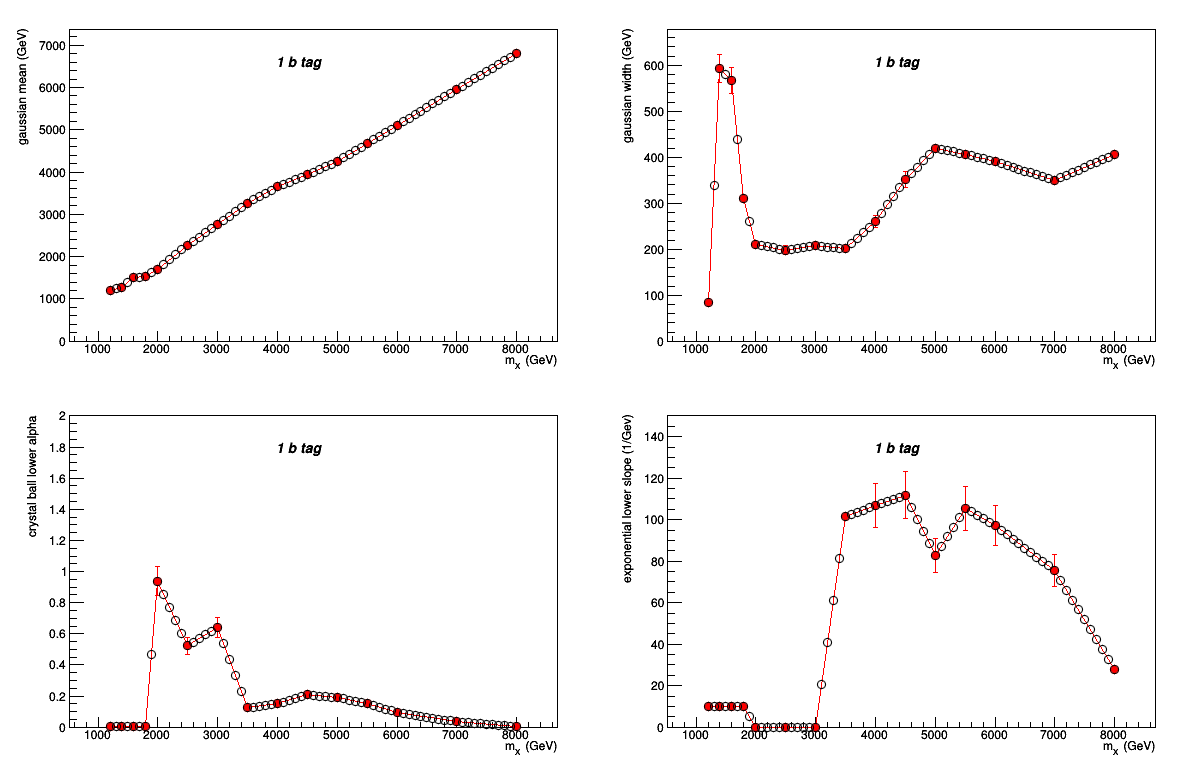 gaussian mean (GeV)
1 b tag
7000
6000
5000
4000
3000
2000
1000
0
1000 2000 3000 4000 5000 6000 7000 8000
mx (GeV)
gaussian width (GeV)
1 b tag
600
500
400
300
200
100
0
1000 2000 3000 4000 5000 6000 7000 8000
mx (GeV)
crystal ball lower alpha
1 b tag
2
1.8
1.6
1.4
1.2
1
0.8
0.6
0.4
0.2
0
1000 2000 3000 4000 5000 6000 7000 8000
mx (GeV)
exponential lower slope (1/Gev)
1 b tag
140
120
100
80
60
40
20
0
1000 2000 3000 4000 5000 6000 7000 8000
mx (GeV)